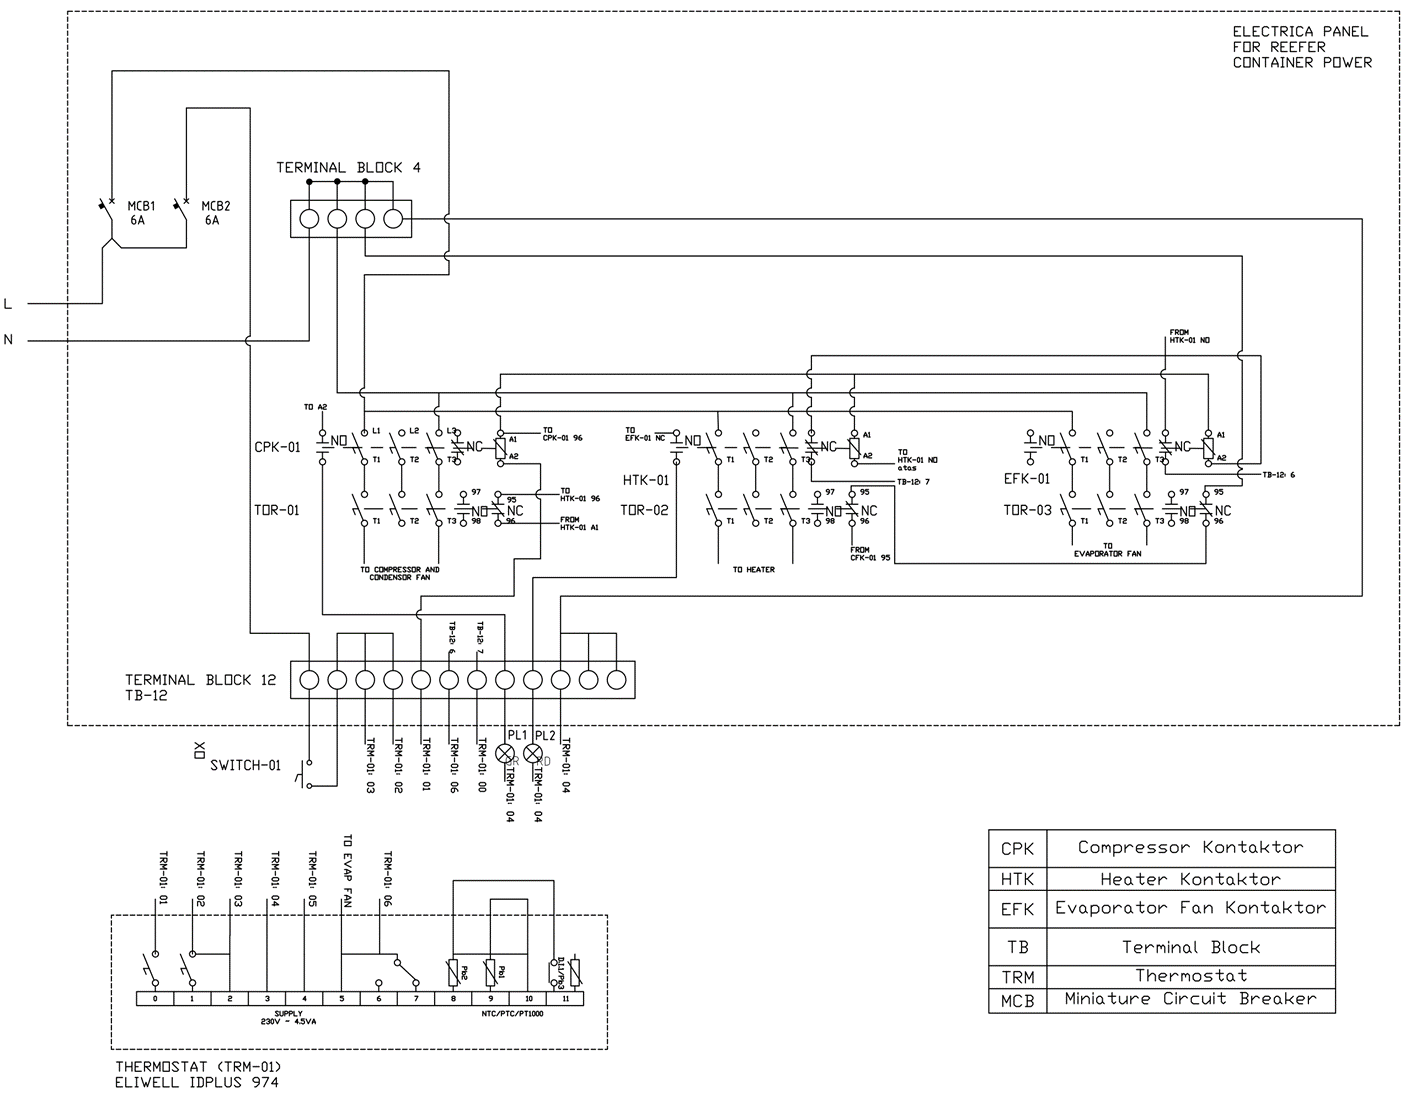 ELECTRICA PANEL
FOR REEFER
CONTAINER POWER
TERMINAL BLOCK 4
MCB1
6A
MCB2
6A
L
N
FROM
HTK-01 NO
TO A2
CPK-01
NO
L1
L2
L3
T1
T2
T3
NC
A1
A2
TO
CPK-01 96
TO
EFK-01 NC
HTK-01
NO
T1
T2
T3
NC
A1
A2
TO
HTK-01 NO
atas
TB-12: 7
EFK-01
NO
T1
T2
T3
NC
A1
A2
TB-12: 6
TOR-01
T1
T2
T3
97
98
NO
95
96
NC
TO
HTK-01 96
FROM
HTK-01 A1
TO COMPRESSOR AND
CONDENSOR FAN
TOR-02
T1
T2
T3
97
98
NO
95
96
NC
FROM
CFK-01 95
TO HEATER
TOR-03
T1
T2
T3
97
98
NO
95
96
NC
TO
EVAPORATOR FAN
TB-12: 6
TB-12: 7
TERMINAL BLOCK 12
TB-12
XO
SWITCH-01
TRM-01: 03
TRM-01: 02
TRM-01: 01
TRM-01: 06
TRM-01: 00
PL1
GR
TRM-01: 04
PL2
RD
TRM-01: 04
TRM-01: 04
TRM-01: 01
TRM-01: 02
TRM-01: 03
TRM-01: 04
TRM-01: 05
TO EVAP FAN
TRM-01: 06
Pb2
Pb1
D.I.1/Pb3
0 1 2 3 4 5 6 7 8 9 10 11
SUPPLY
230V - 4.5VA
NTC/PTC/PT1000
THERMOSTAT (TRM-01)
ELIWELL IDPLUS 974
CPK Compressor Kontaktor
HTK Heater Kontaktor
EFK Evaporator Fan Kontaktor
TB Terminal Block
TRM Thermostat
MCB Miniature Circuit Breaker